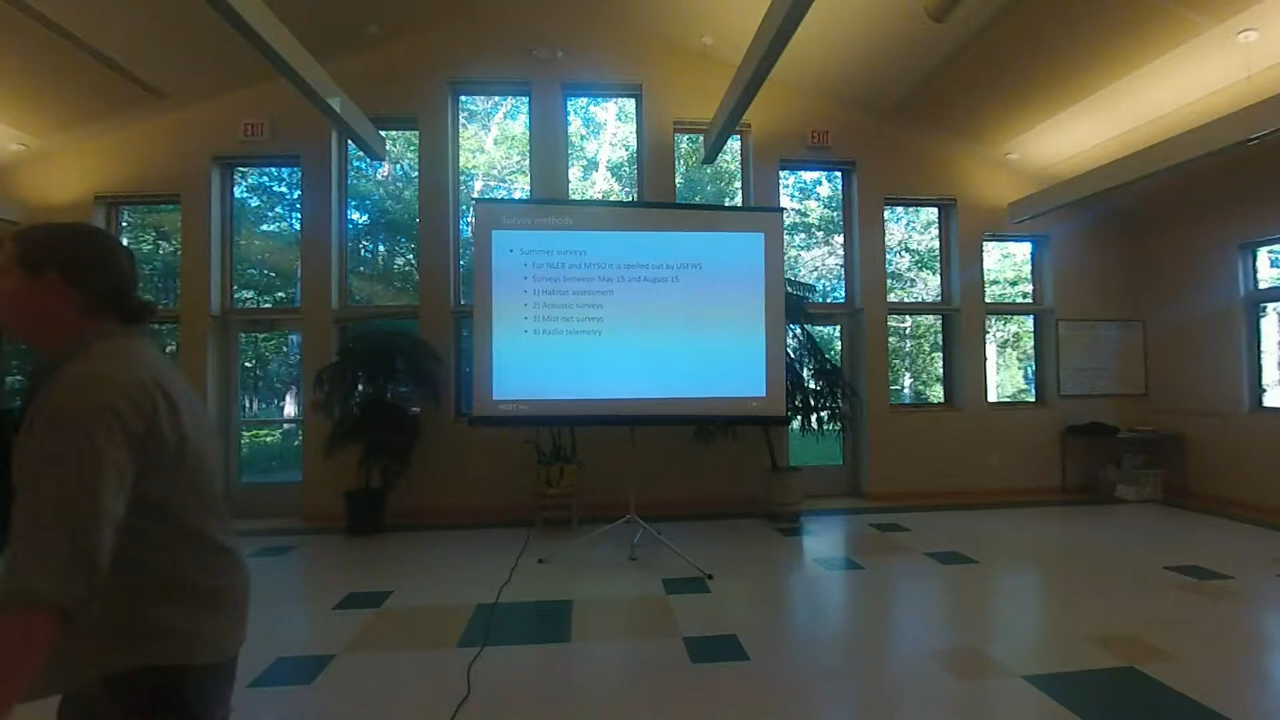 EXIT
EXIT
Survey methods
• Summer surveys
• For NLEB and MYSO it is spelled out by USFWS
• Surveys between May 15 and August 15
• 1) Habitat assessment
• 2) Acoustic surveys
• 3) Mist-net surveys
• 4) Radio telemetry